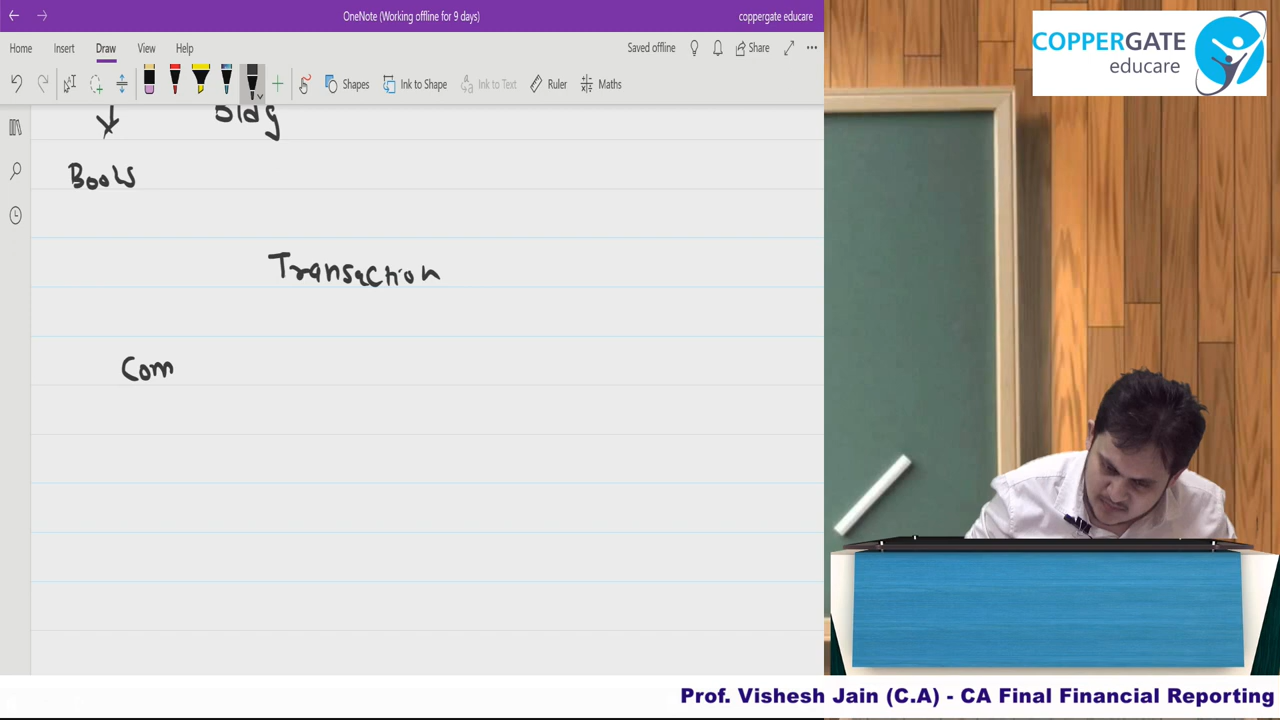 OneNote (Working offline for 9 days)
coppergate educare
Home Insert Draw View Help
Saved offline
Share
Shapes
Ink to Shape
Ink to Text
Ruler
Maths
Bldg
Books
Transaction
Com
COPPERGATE
educare
Prof. Vishesh Jain (C.A) - CA Final Financial Reporting